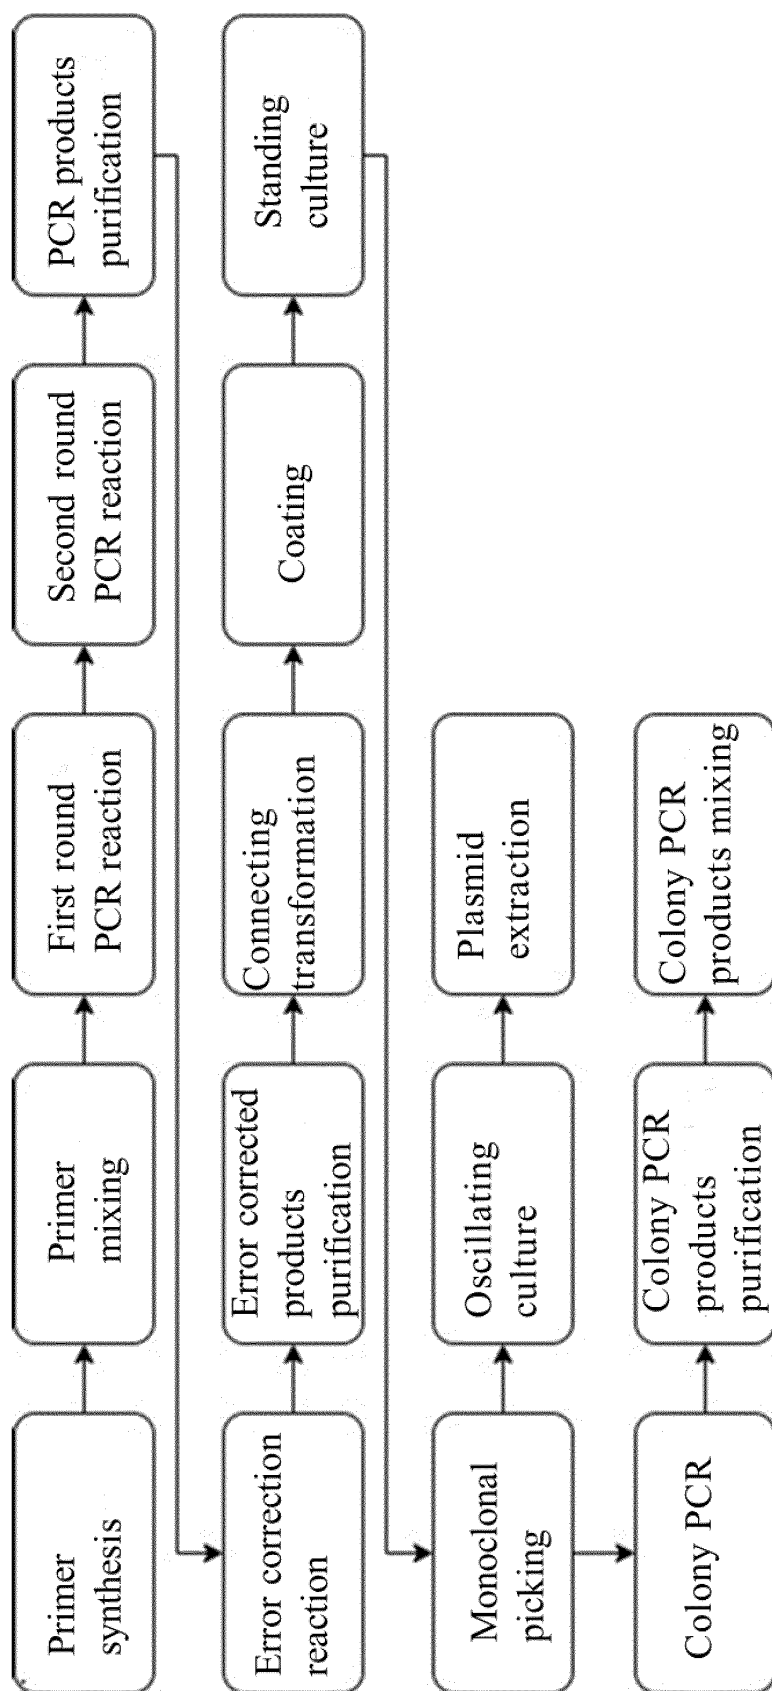 Primer
synthesis
Primer
mixing
First round
PCR reaction
Second round
PCR reaction
PCR products
purification
Error correction
reaction
Error corrected
products
purification
Connecting
transformation
Coating
Standing
culture
Monoclonal
picking
Oscillating
culture
Plasmid
extraction
Colony PCR
Colony PCR
products
purification
Colony PCR
products mixing